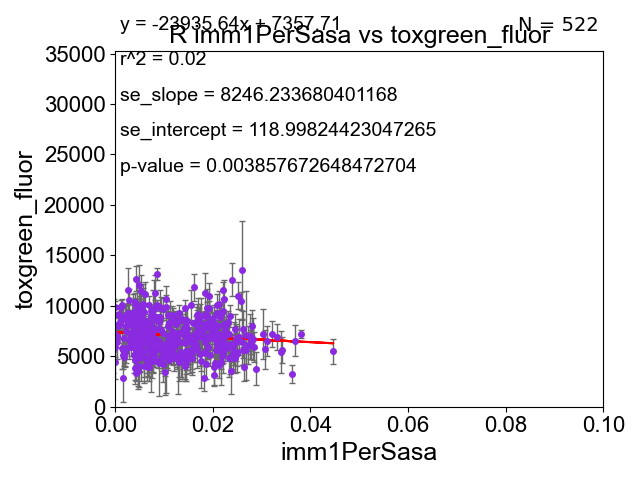 y = -23935.64x + 7357.71
N = 522
R imm1PerSasa vs toxgreen_fluor
r^2 = 0.02
se_slope = 8246.233680401168
se_intercept = 118.99824423047265
p-value = 0.003857672648472704
toxgreen_fluor
35000
30000
25000
20000
15000
10000
5000
0
0.00 0.02 0.04 0.06 0.08 0.10
imm1PerSasa